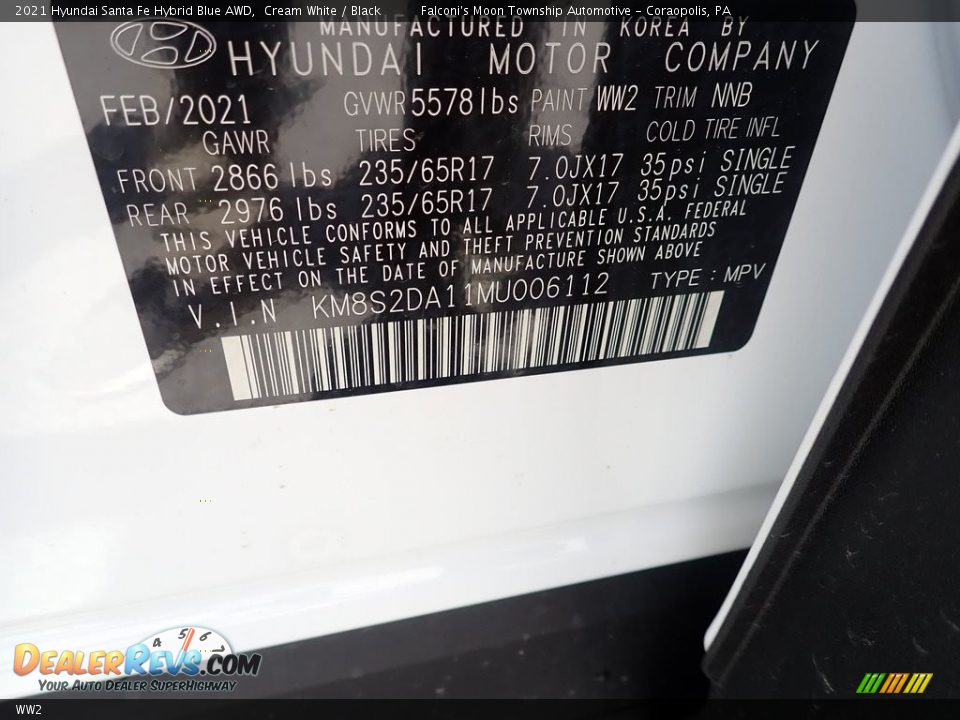 2021 Hyundai Santa Fe Hybrid Blue AWD, Cream White / Black Falconi's Moon Township Automotive - Coraopolis, PA
MANUFACTURED IN KOREA BY
HYUNDAI MOTOR COMPANY
FEB/2021 GVWR 5578lbs PAINT WW2 TRIM NNB
GAWR TIRES RIMS COLD TIRE INFL
FRONT 2866 lbs 235/65R17 7.0JX17 35psi SINGLE
REAR 2976 lbs 235/65R17 7.0JX17 35psi SINGLE
THIS VEHICLE CONFORMS TO ALL APPLICABLE U.S.A. FEDERAL
MOTOR VEHICLE SAFETY AND THEFT PREVENTION STANDARDS
IN EFFECT ON THE DATE OF MANUFACTURE SHOWN ABOVE
V.I.N KM8S2DA11MU006112 TYPE : MPV
4 5 6
DEALERREVS.COM
YOUR AUTO DEALER SUPERHIGHWAY
WW2